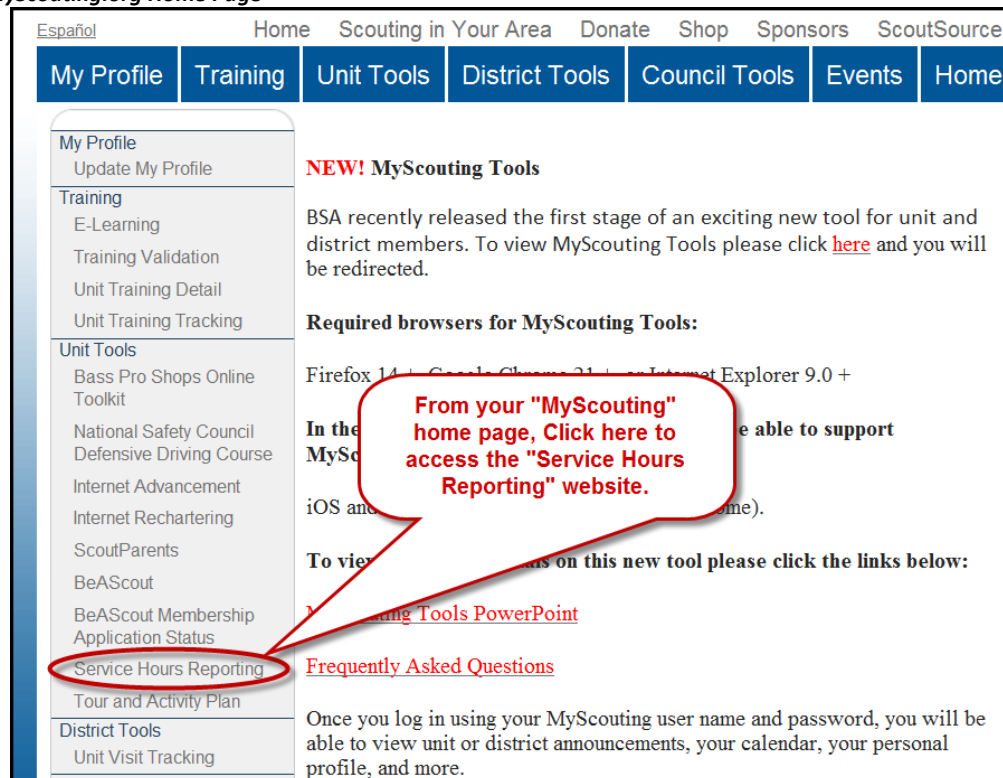 Home Page
Español Home Scouting in Your Area Donate Shop Sponsors ScoutSource
My Profile Training Unit Tools District Tools Council Tools Events Home
My Profile
Update My Profile
Training
E-Learning
Training Validation
Unit Training Detail
Unit Training Tracking
Unit Tools
Bass Pro Shops Online
Toolkit
National Safety Council
Defensive Driving Course
Internet Advancement
Internet Rechartering
ScoutParents
BeAScout
BeAScout Membership
Application Status
Service Hours Reporting
Tour and Activity Plan
District Tools
Unit Visit Tracking
NEW! MyScouting Tools
BSA recently released the first stage of an exciting new tool for unit and
district members. To view MyScouting Tools please click here and you will
be redirected.
Required browsers for MyScouting Tools:
Firefox 14 + Explorer 9.0 +
From your "MyScouting"
home page, Click here to
access the "Service Hours
Reporting" website.
In the able to support
iOS and
To view on this new tool please click the links below:
Tools PowerPoint
Frequently Asked Questions
Once you log in using your MyScouting user name and password, you will be
able to view unit or district announcements, your calendar, your personal
profile, and more.